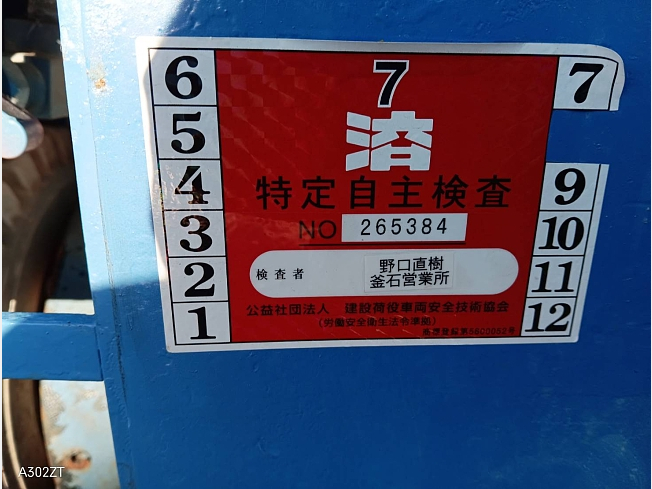 6
5
4
3
2
1
7
済
特定自主検査
NO 265384
検査者
野口直樹
釜石営業所
公益社団法人 建設荷役車両安全技術協会
(労働安全衛生法令準拠)
7
9
10
11
12
A302ZT